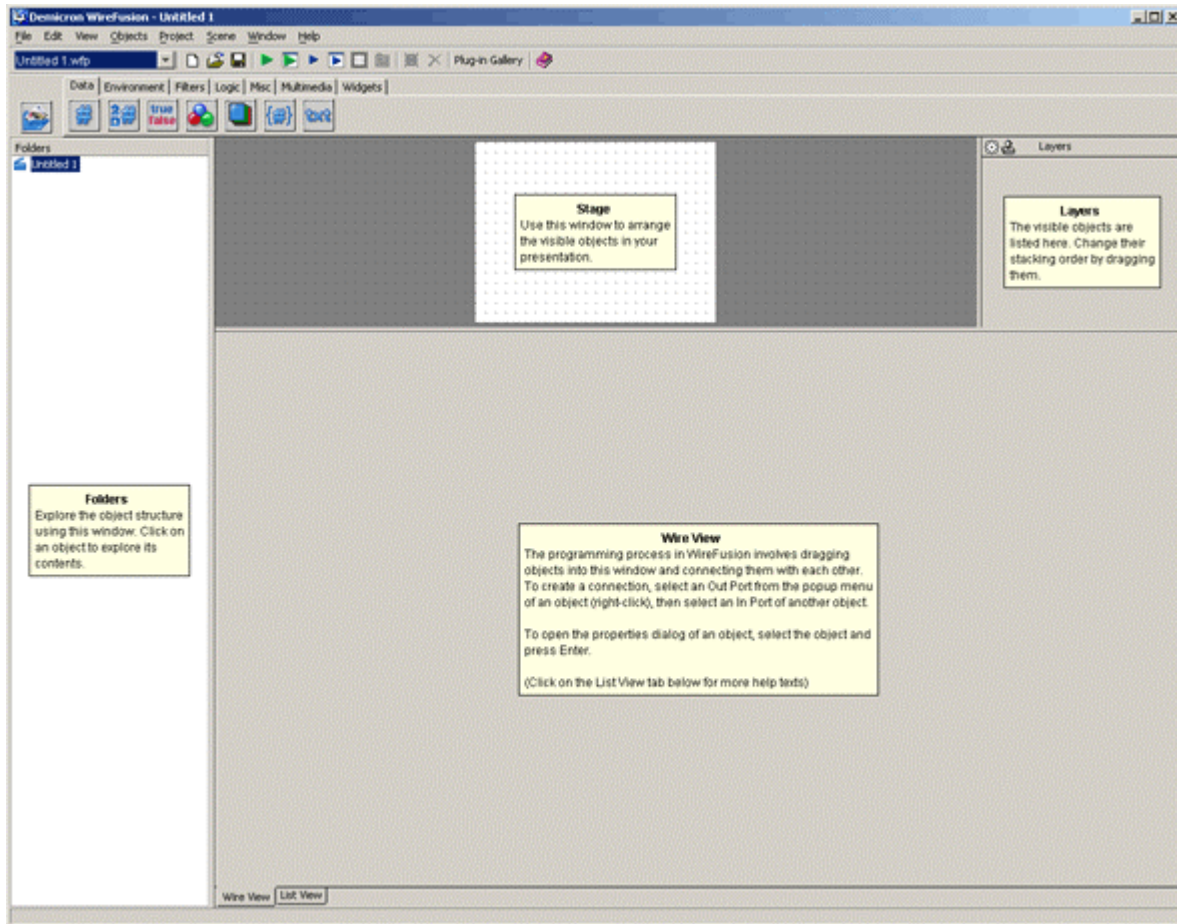 Demicron WireFusion - Untitled 1
File Edit View Objects Project Scene Window Help
Untitled 1.wfp Plug-in Gallery
Data Environment Filters Logic Misc Multimedia Widgets
true
false
Folders
Untitled 1
Layers
Stage
Use this window to arrange
the visible objects in your
presentation.
Layers
The visible objects are
listed here. Change their
stacking order by dragging
them.
Folders
Explore the object structure
using this window. Click on
an object to explore its
contents.
Wire View
The programming process in WireFusion involves dragging
objects into this window and connecting them with each other.
To create a connection, select an Out Port from the popup menu
of an object (right-click), then select an In Port of another object.
To open the properties dialog of an object, select the object and
press Enter.
(Click on the List View tab below for more help texts)
Wire View List View